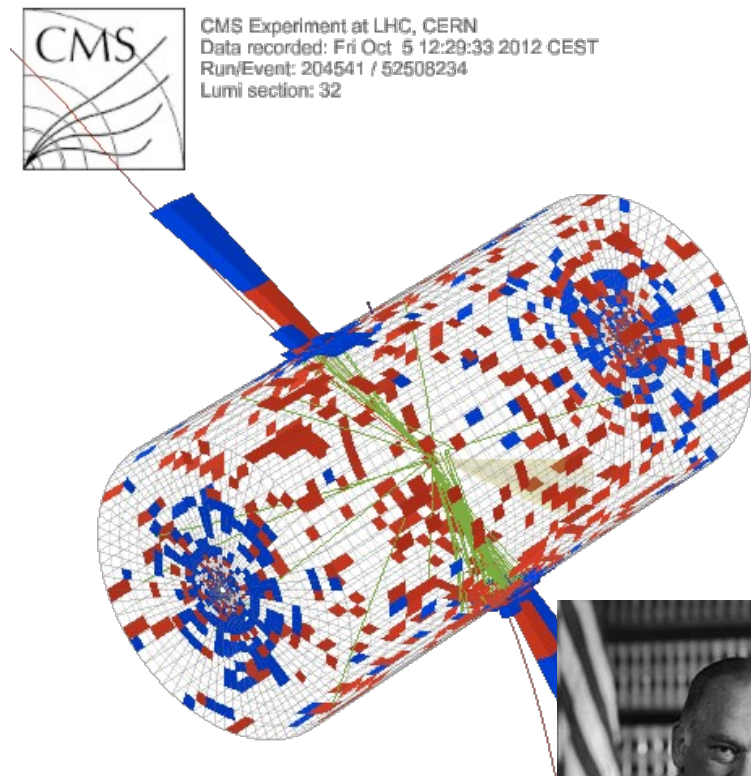 CMS
CMS Experiment at LHC, CERN
Data recorded: Fri Oct 5 12:29:33 2012 CEST
Run/Event: 204541 / 52508234
Lumi section: 32